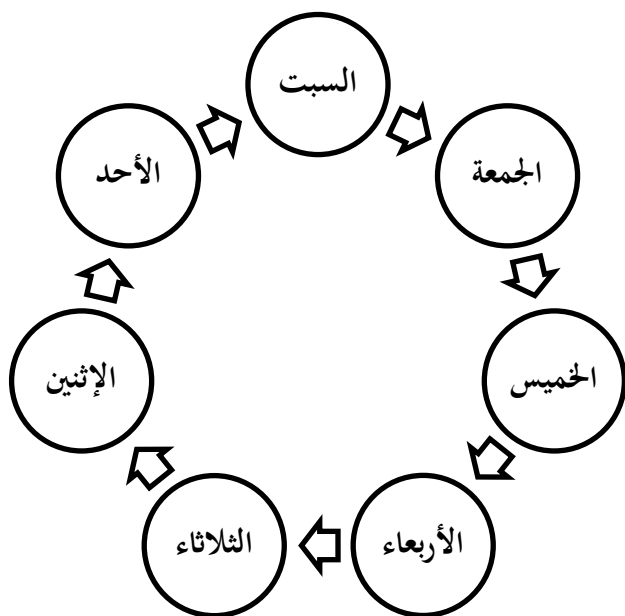 السبت
الجمعة
الخميس
الأربعاء
الثلاثاء
الإثنين
الأحد